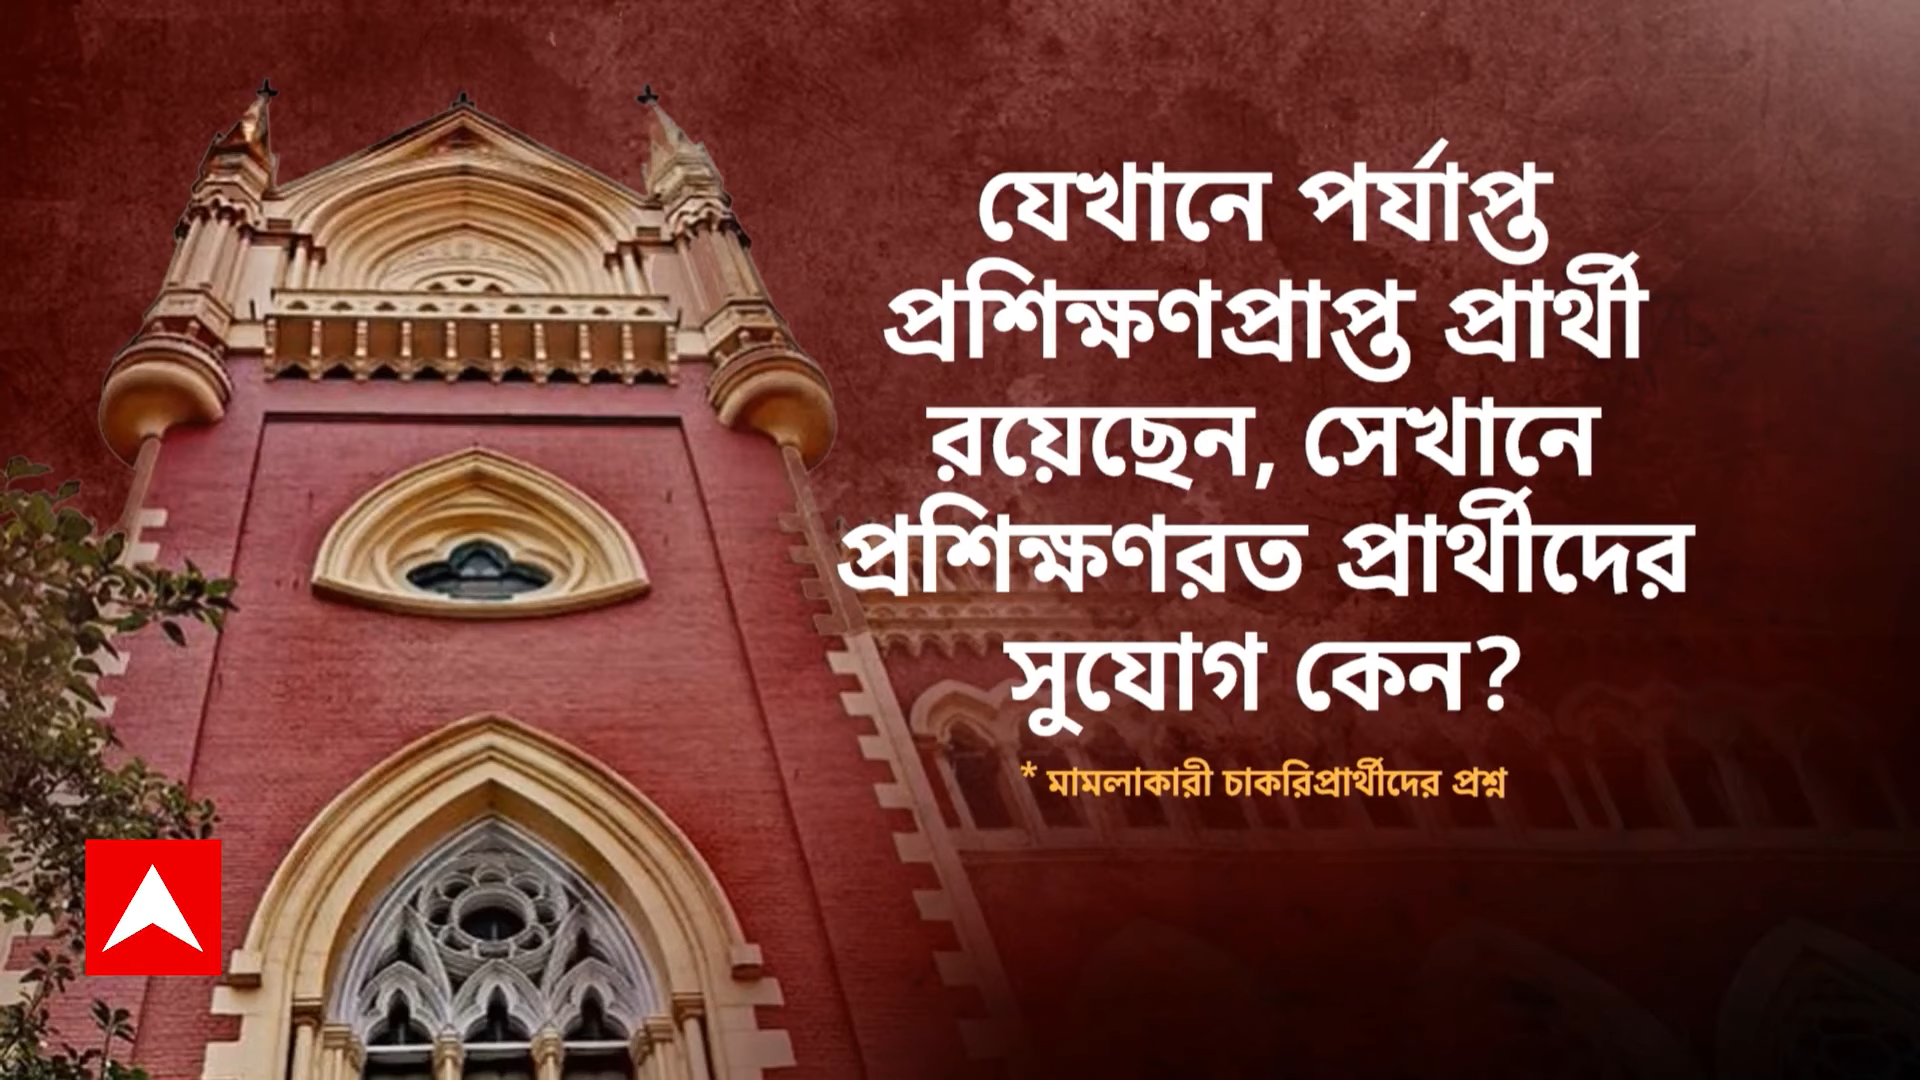 যেখানে পর্যাপ্ত
প্রশিক্ষণপ্রাপ্ত প্রার্থী
রয়েছেন, সেখানে
প্রশিক্ষণরত প্রার্থীদের
সুযোগ কেন?
* মামলাকারী চাকরিপ্রার্থীদের প্রশ্ন